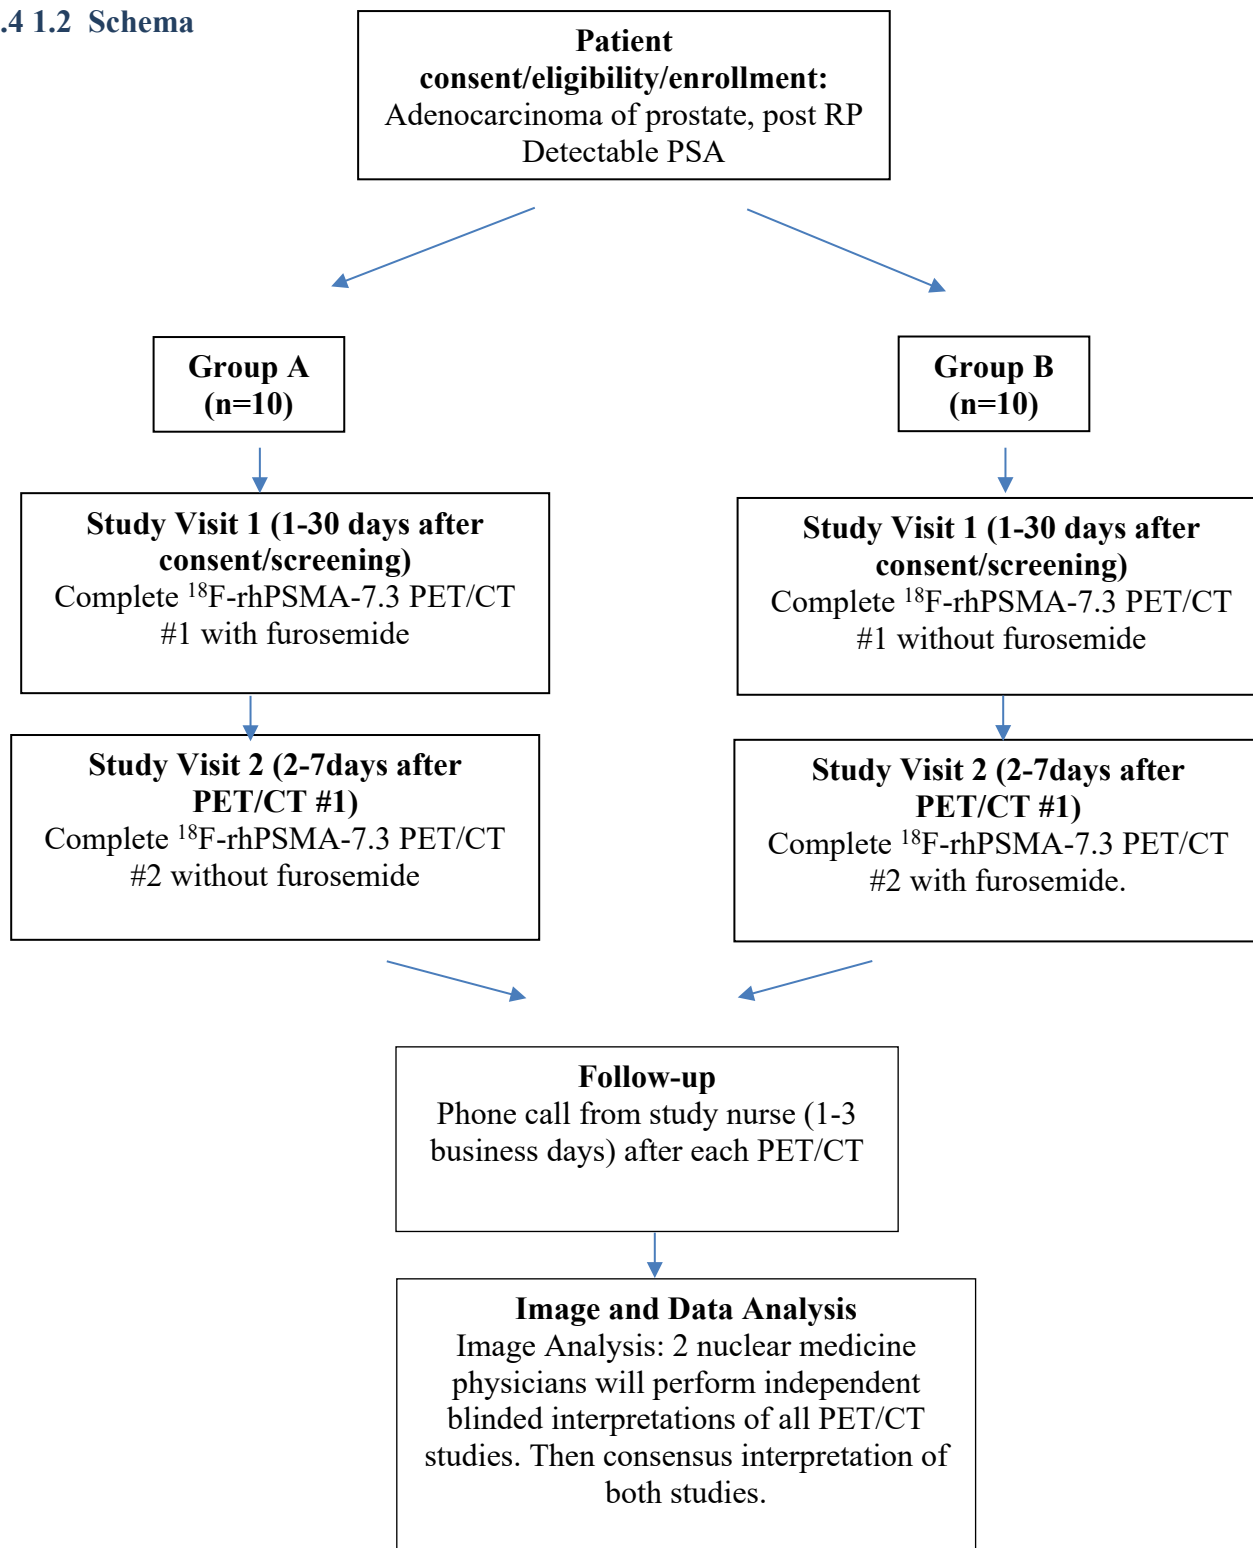 .4 1.2 Schema
Patient
consent/eligibility/enrollment:
Adenocarcinoma of prostate, post RP
Detectable PSA
Group A
(n=10)
Group B
(n=10)
Study Visit 1 (1-30 days after
consent/screening)
Complete ¹⁸F-rhPSMA-7.3 PET/CT
#1 with furosemide
Study Visit 1 (1-30 days after
consent/screening)
Complete ¹⁸F-rhPSMA-7.3 PET/CT
#1 without furosemide
Study Visit 2 (2-7days after
PET/CT #1)
Complete ¹⁸F-rhPSMA-7.3 PET/CT
#2 without furosemide
Study Visit 2 (2-7days after
PET/CT #1)
Complete ¹⁸F-rhPSMA-7.3 PET/CT
#2 with furosemide.
Follow-up
Phone call from study nurse (1-3
business days) after each PET/CT
Image and Data Analysis
Image Analysis: 2 nuclear medicine
physicians will perform independent
blinded interpretations of all PET/CT
studies. Then consensus interpretation of
both studies.